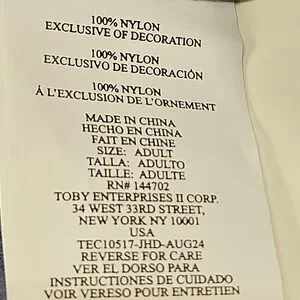 100% NYLON
EXCLUSIVE OF DECORATION
100% NYLON
EXCLUSIVO DE DECORACIÓN
100% NYLON
Á L'EXCLUSION DE L'ORNEMENT
MADE IN CHINA
HECHO EN CHINA
FAIT EN CHINE
SIZE: ADULT
TALLA: ADULTO
TAILLE: ADULTE
RN# 144702
TOBY ENTERPRISES II CORP.
34 WEST 33RD STREET,
NEW YORK NY 10001
USA
TEC10517-JHD-AUG24
REVERSE FOR CARE
VER EL DORSO PARA
INSTRUCIONES DE CUIDADO
VOIR VERESO POUR ENTRETIEN